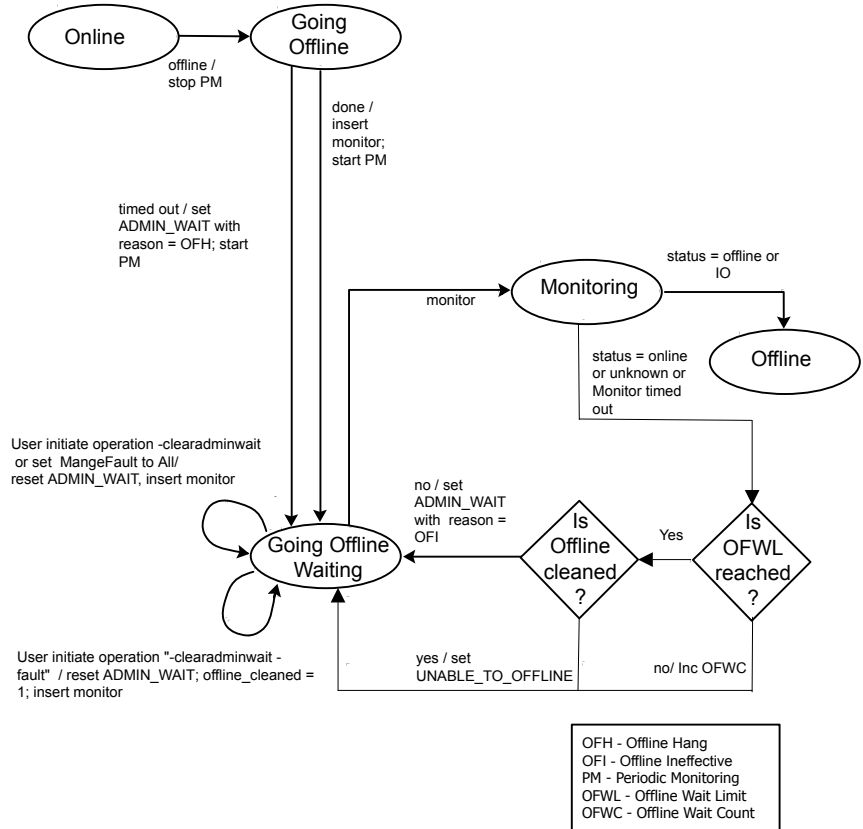 Online
Going
Offline
offline /
stop PM
done /
insert
monitor;
start PM
timed out / set
ADMIN_WAIT with
reason = OFH; start
PM
status = offline or
IO
Monitoring
monitor
Offline
status = online
or unknown or
Monitor timed
out
User initiate operation -clearadminwait
or set MangeFault to All/
reset ADMIN_WAIT, insert monitor
no / set
ADMIN_WAIT
with reason =
OFI
Going Offline
Waiting
Is
Offline
cleaned
?
Yes
Is
OFWL
reached
?
User initiate operation "-clearadminwait -
fault" / reset ADMIN_WAIT; offline_cleaned =
1; insert monitor
yes / set
UNABLE_TO_OFFLINE
no/ Inc OFWC
OFH - Offline Hang
OFI - Offline Ineffective
PM - Periodic Monitoring
OFWL - Offline Wait Limit
OFWC - Offline Wait Count